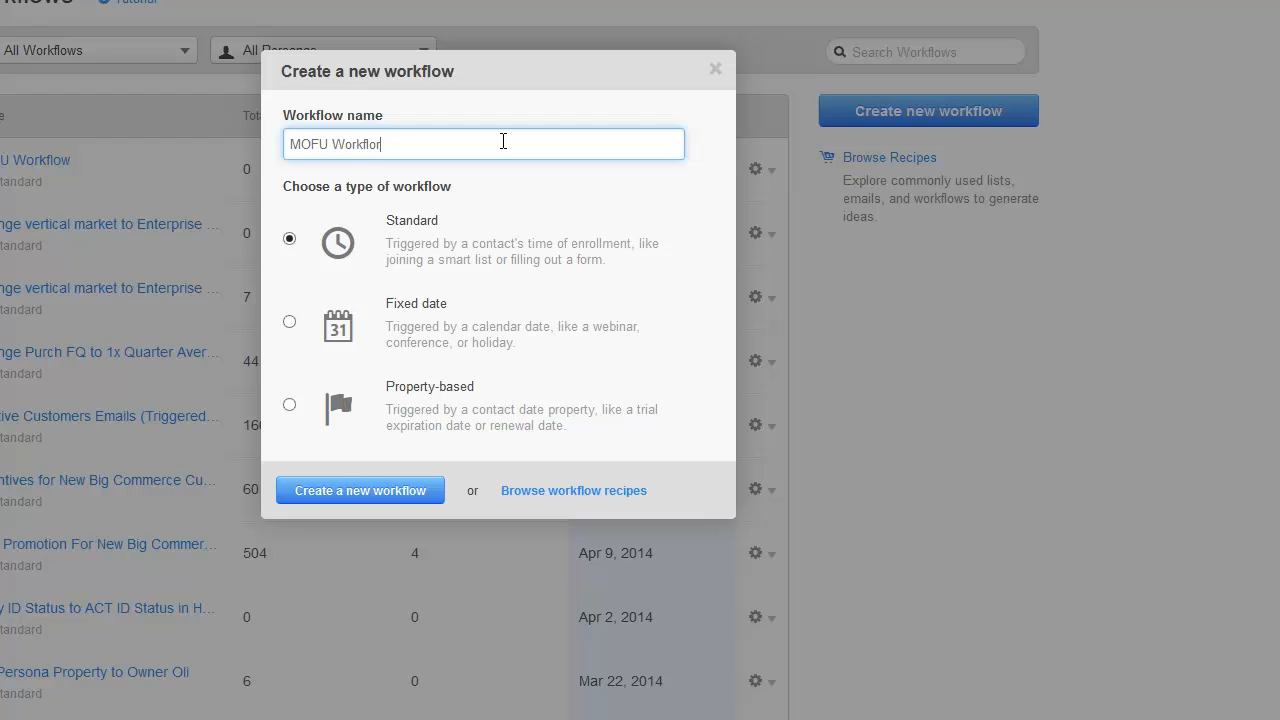 Tutorial
All Workflows
All Personas
Search Workflows
Create a new workflow
Workflow name
MOFU Workflor
Choose a type of workflow
Standard
Triggered by a contact's time of enrollment, like
joining a smart list or filling out a form.
Fixed date
31
Triggered by a calendar date, like a webinar,
conference, or holiday.
Property-based
Triggered by a contact date property, like a trial
expiration date or renewal date.
Create a new workflow or Browse workflow recipes
Create new workflow
Browse Recipes
Explore commonly used lists,
emails, and workflows to generate
ideas.
U Workflow 0
tandard
nge vertical market to Enterprise ... 0
tandard
nge vertical market to Enterprise ... 7
tandard
nge Purch FQ to 1x Quarter Aver... 44
tandard
tive Customers Emails (Triggered... 16
tandard
ntives for New Big Commerce Cu... 60
tandard
Promotion For New Big Commer... 504 4 Apr 9, 2014
tandard
y ID Status to ACT ID Status in H... 0 0 Apr 2, 2014
tandard
Persona Property to Owner Oli 6 0 Mar 22, 2014
tandard